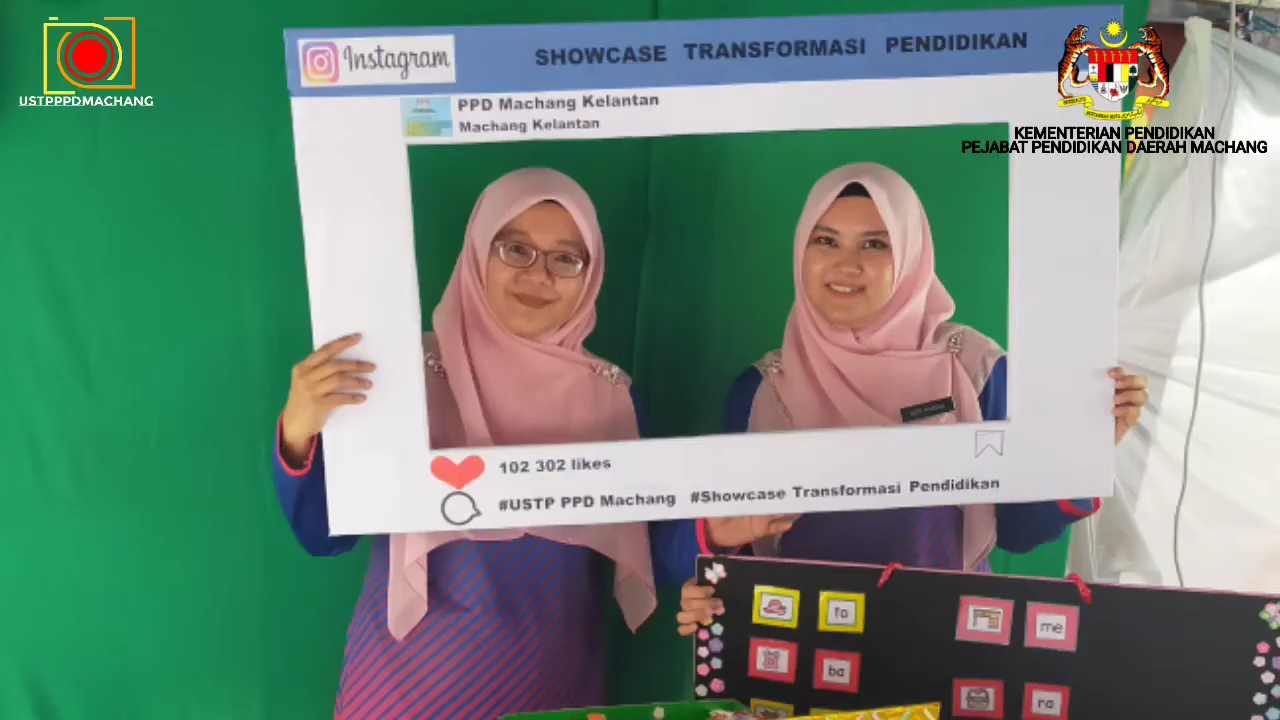 USTPPPDMACHANG
Instagram
SHOWCASE TRANSFORMASI PENDIDIKAN
PPD Machang Kelantan
Machang Kelantan
KEMENTERIAN PENDIDIKAN
PEJABAT PENDIDIKAN DAERAH MACHANG
102 302 likes
#USTP PPD Machang #Showcase Transformasi Pendidikan
to
me
ba
ra